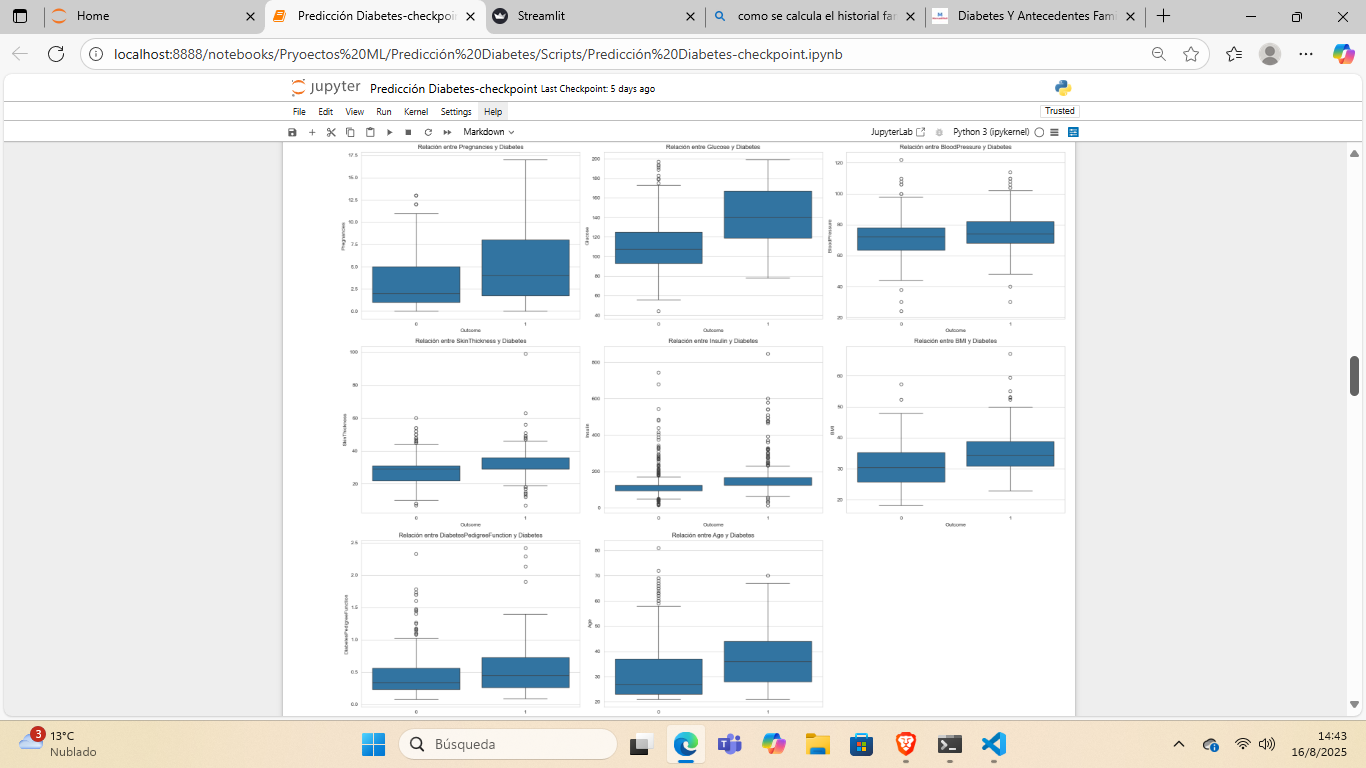 Home
Predicción Diabetes-checkpoin
Streamlit
como se calcula el historial far
Diabetes Y Antecedentes Fami
localhost:8888/notebooks/Pryoectos%20ML/Predicción%20Diabetes/Scripts/Predicción%20Diabetes-checkpoint.ipynb
jupyter Predicción Diabetes-checkpoint Last Checkpoint: 5 days ago
File Edit View Run Kernel Settings Help
Trusted
Markdown
JupyterLab
Python 3 (ipykernel)
Relación entre Pregnancies y Diabetes
17.5
15.0
12.5
10.0
7.5
5.0
2.5
0.0
Pregnancies
0 1
Outcome
Relación entre Glucose y Diabetes
200
180
160
140
120
100
80
60
40
Glucose
0 1
Outcome
Relación entre BloodPressure y Diabetes
120
100
80
60
40
20
BloodPressure
0 1
Outcome
Relación entre SkinThickness y Diabetes
100
80
60
40
20
SkinThickness
0 1
Outcome
Relación entre Insulin y Diabetes
800
600
400
200
0
Insulin
0 1
Outcome
Relación entre BMI y Diabetes
60
50
40
30
20
BMI
0 1
Outcome
Relación entre DiabetesPedigreeFunction y Diabetes
2.5
2.0
1.5
1.0
0.5
0.0
DiabetesPedigreeFunction
0 1
Relación entre Age y Diabetes
80
70
60
50
40
30
20
Age
0 1
3
13°C
Nublado
Búsqueda
14:43
16/8/2025